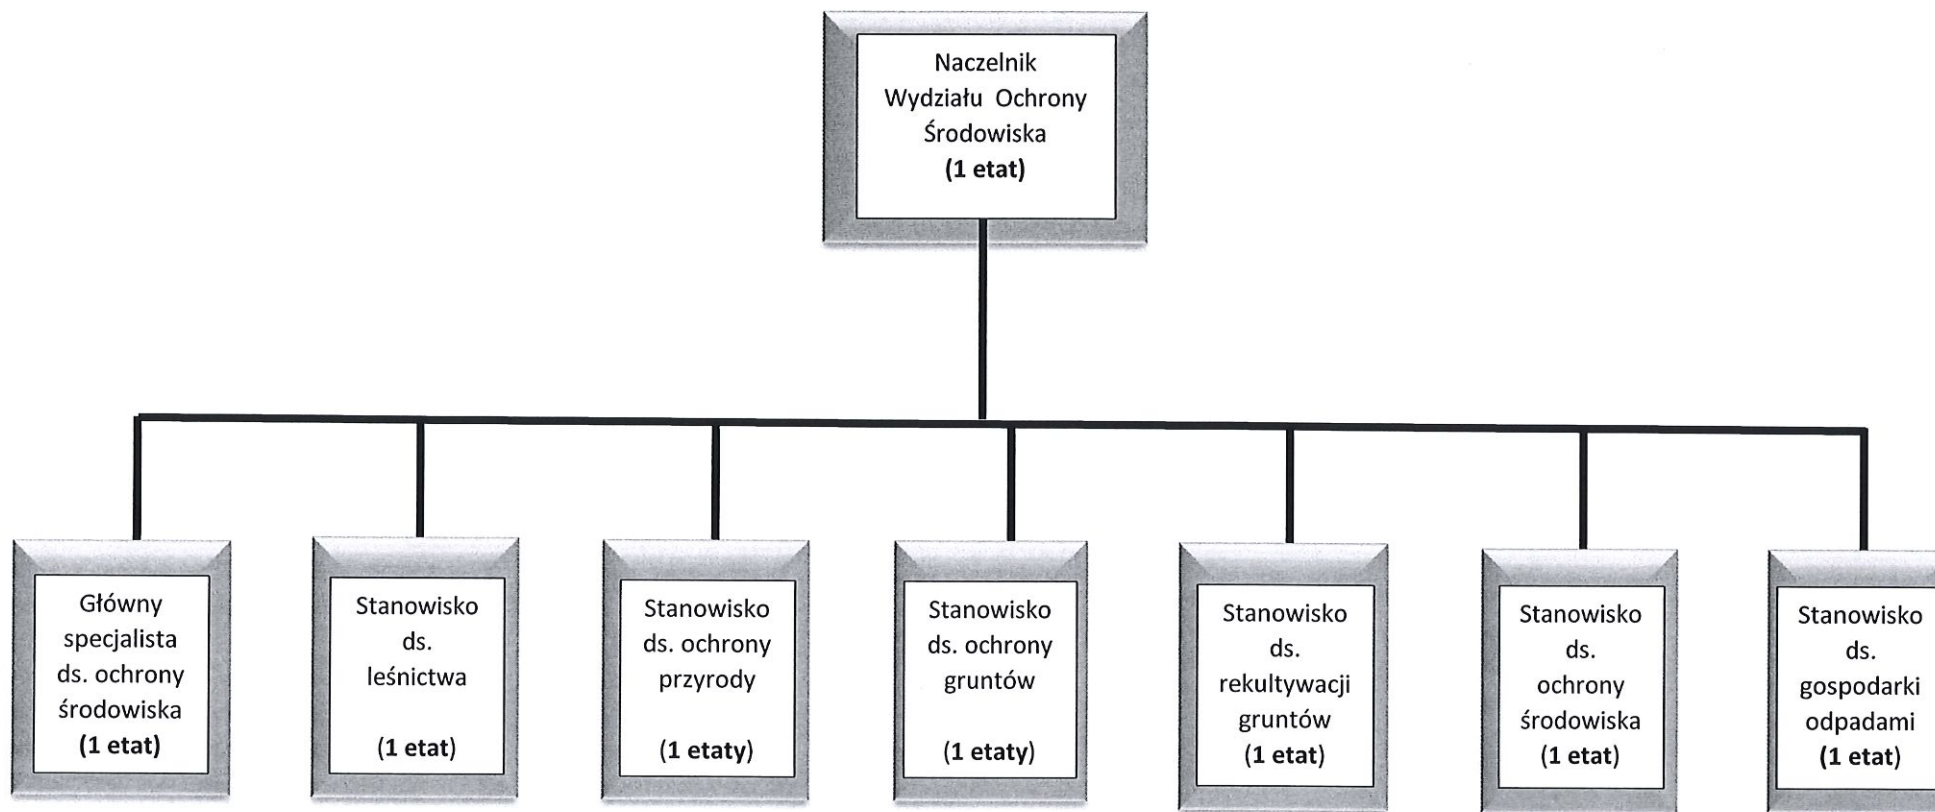 Naczelnik
Wydziału Ochrony
Środowiska
(1 etat)
Główny
specjalista
ds. ochrony
środowiska
(1 etat)
Stanowisko
ds.
leśnictwa
(1 etat)
Stanowisko
ds. ochrony
przyrody
(1 etaty)
Stanowisko
ds. ochrony
gruntów
(1 etaty)
Stanowisko
ds.
rekultywacji
gruntów
(1 etat)
Stanowisko
ds.
ochrony
środowiska
(1 etat)
Stanowisko
ds.
gospodarki
odpadami
(1 etat)